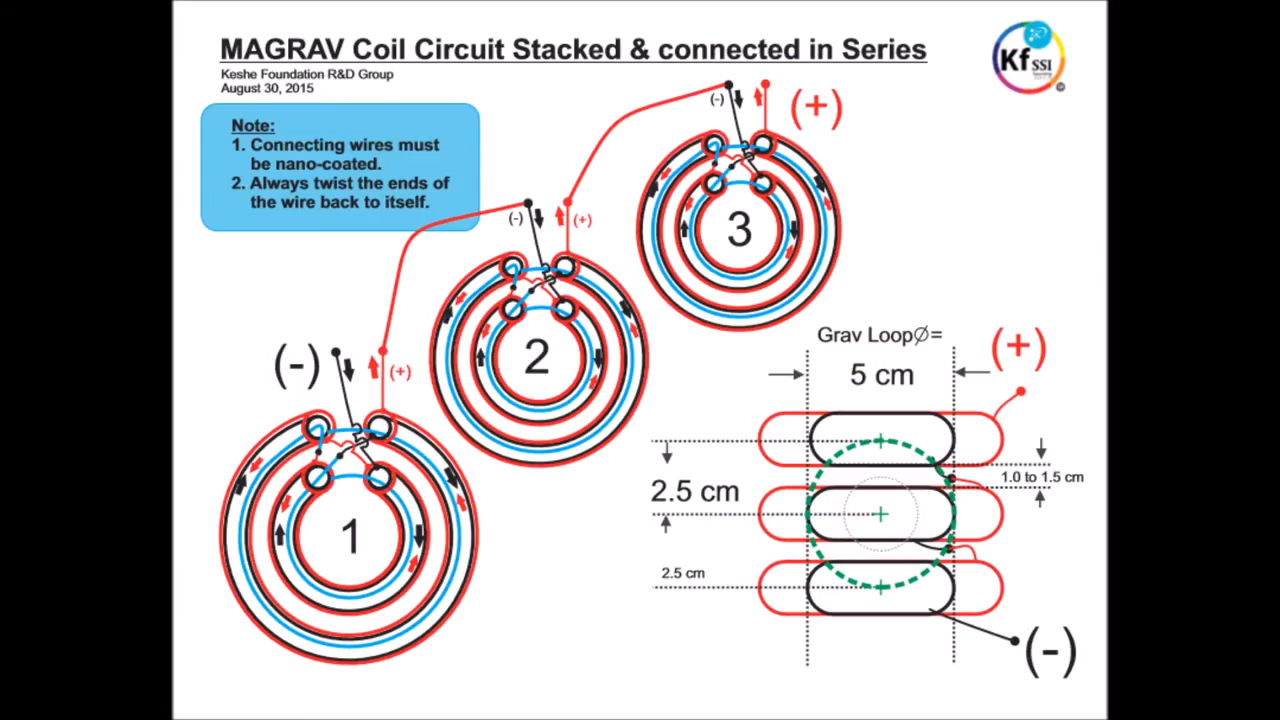 MAGRAV Coil Circuit Stacked & connected in Series
Keshe Foundation R&D Group
August 30, 2015
Kf SSI
©
Note:
1. Connecting wires must
be nano-coated.
2. Always twist the ends of
the wire back to itself.
(-)
(+)
3
(-)
(+)
2
(-)
(+)
1
Grav Loop∅=
5 cm
(+)
2.5 cm
1.0 to 1.5 cm
2.5 cm
(-)